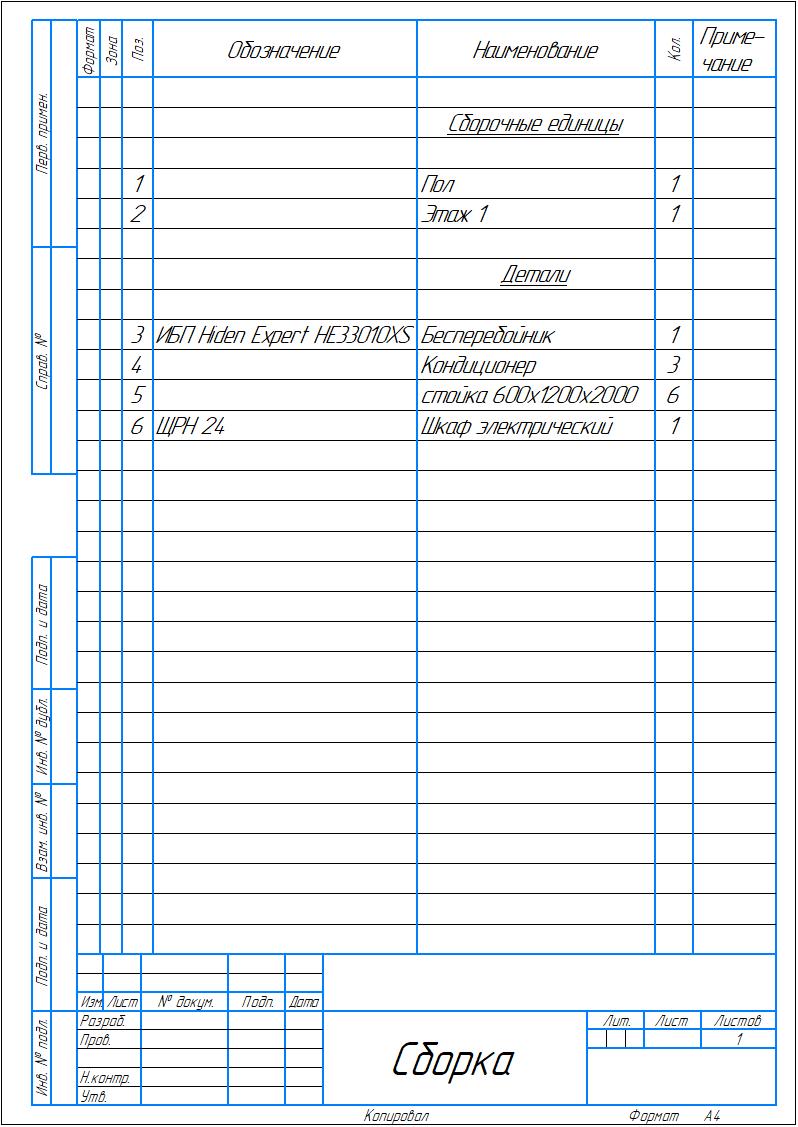 Перв. примен.
Справ. №
Подп. и дата
Инв. № дубл.
Взам. инв. №
Подп. и дата
Инв. № подл.
Формат Зона Поз. Обозначение Наименование Кол. Приме-
чание
Сборочные единицы
1 Пол 1
2 Этаж 1 1
Детали
3 ИБП Hiden Expert HE33010XS Бесперебойник 1
4 Кондиционер 3
5 стойка 600х1200х2000 6
6 ЩРН 24 Шкаф электрический 1
Изм. Лист № докум. Подп. Дата
Разраб.
Пров.
Н.контр.
Утв.
Сборка
Лит. Лист Листов
1
Копировал Формат А4